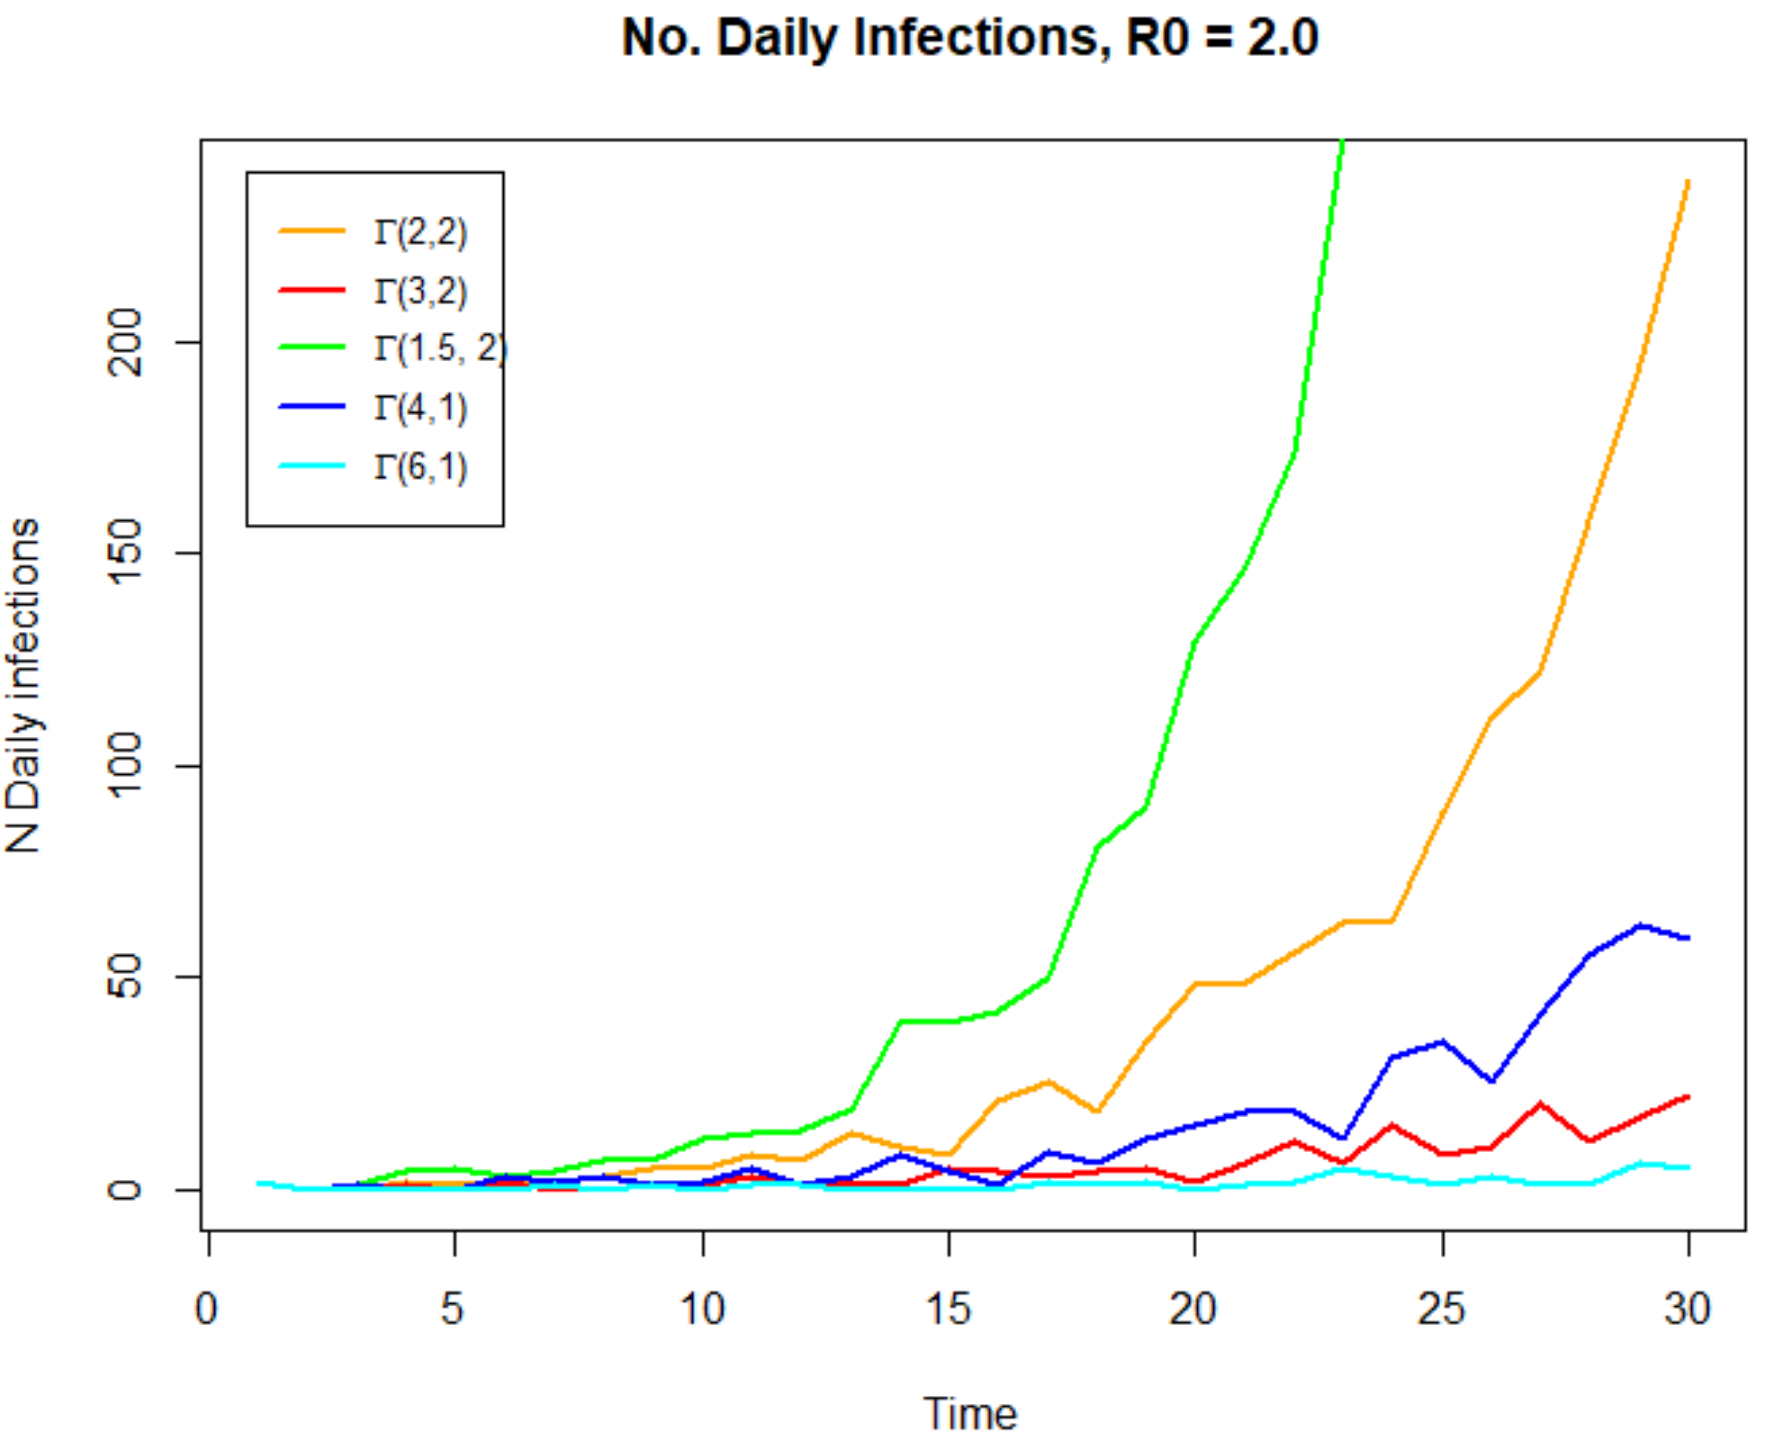 No. Daily Infections, R0 = 2.0
Γ(2,2)
Γ(3,2)
Γ(1.5, 2)
Γ(4,1)
Γ(6,1)
N Daily infections
200
150
100
50
0
0 5 10 15 20 25 30
Time